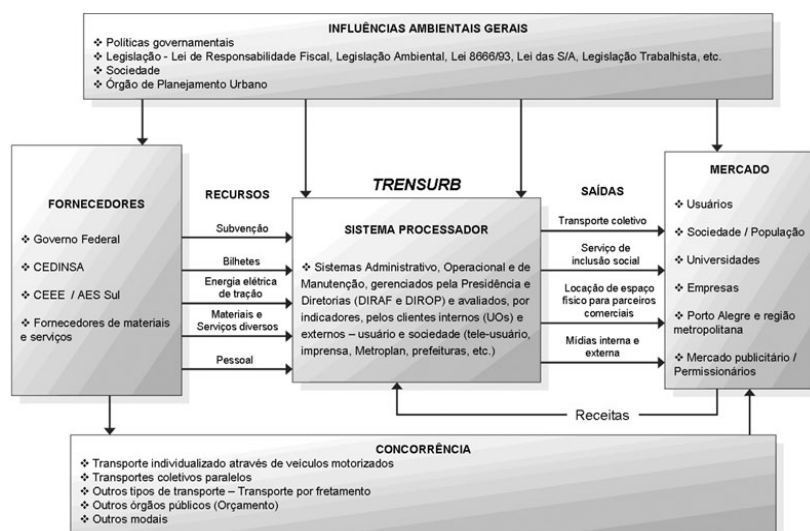 INFLUÊNCIAS AMBIENTAIS GERAIS
❖ Políticas governamentais
❖ Legislação - Lei de Responsabilidade Fiscal, Legislação Ambiental, Lei 8666/93, Lei das S/A, Legislação Trabalhista, etc.
❖ Sociedade
❖ Órgão de Planejamento Urbano
FORNECEDORES
❖ Governo Federal
❖ CEDINSA
❖ CEEE / AES Sul
❖ Fornecedores de materiais
e serviços
RECURSOS
Subvenção
Bilhetes
Energia elétrica
de tração
Materiais e
Serviços diversos
Pessoal
TRENSURB
SISTEMA PROCESSADOR
❖ Sistemas Administrativo, Operacional e de
Manutenção, gerenciados pela Presidência e
Diretorias (DIRAF e DIROP) e avaliados, por
indicadores, pelos clientes internos (UOs) e
externos – usuário e sociedade (tele-usuário,
imprensa, Metroplan, prefeituras, etc.)
SAÍDAS
Transporte coletivo
Serviço de
inclusão social
Locação de espaço
físico para parceiros
comerciais
Mídias interna e
externa
MERCADO
❖ Usuários
❖ Sociedade / População
❖ Universidades
❖ Empresas
❖ Porto Alegre e região
metropolitana
❖ Mercado publicitário /
Permissionários
Receitas
CONCORRÊNCIA
❖ Transporte individualizado através de veículos motorizados
❖ Transportes coletivos paralelos
❖ Outros tipos de transporte – Transporte por fretamento
❖ Outros órgãos públicos (Orçamento)
❖ Outros modais